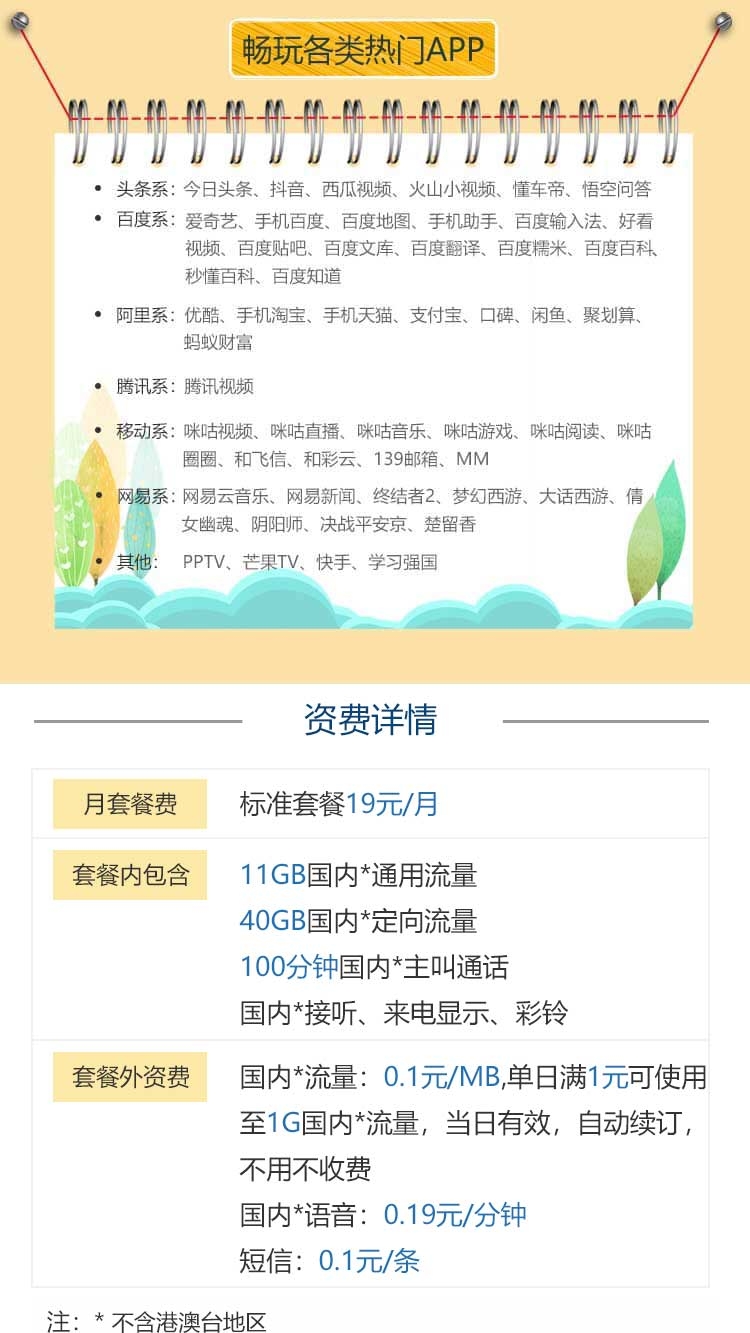 畅玩各类热门APP
• 头条系：今日头条、抖音、西瓜视频、火山小视频、懂车帝、悟空问答
• 百度系：爱奇艺、手机百度、百度地图、手机助手、百度输入法、好看
视频、百度贴吧、百度文库、百度翻译、百度糯米、百度百科、
秒懂百科、百度知道
• 阿里系：优酷、手机淘宝、手机天猫、支付宝、口碑、闲鱼、聚划算、
蚂蚁财富
• 腾讯系：腾讯视频
• 移动系：咪咕视频、咪咕直播、咪咕音乐、咪咕游戏、咪咕阅读、咪咕
圈圈、和飞信、和彩云、139邮箱、MM
• 网易系：网易云音乐、网易新闻、终结者2、梦幻西游、大话西游、倩
女幽魂、阴阳师、决战平安京、楚留香
• 其他： PPTV、芒果TV、快手、学习强国
资费详情
月套餐费 标准套餐19元/月
套餐内包含 11GB国内*通用流量
40GB国内*定向流量
100分钟国内*主叫通话
国内*接听、来电显示、彩铃
套餐外资费 国内*流量：0.1元/MB,单日满1元可使用
至1G国内*流量，当日有效，自动续订，
不用不收费
国内*语音：0.19元/分钟
短信：0.1元/条
注：* 不含港澳台地区